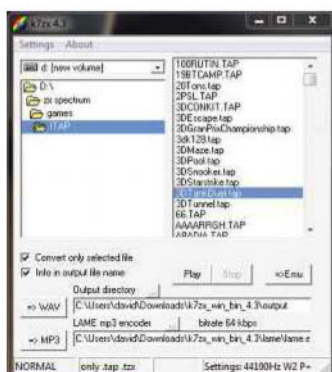 k7zx 4.3
Settings About
d: [new volume]
D:\
zx spectrum
games
!TAP
100RUTIN.TAP
19BTCAMP.TAP
20Tons.tap
2PSL.TAP
3DCONKIT.TAP
3DEscape.tap
3DGranPrixChampionship.tap
3dk128.tap
3DMaze.tap
3DPool.tap
3DSnooker.tap
3DStarstrike.tap
3DTankDuel.tap
3DTunnel.tap
66.TAP
AAAARRGH.TAP
ABADIA.TAP
Convert only selected file
Info in output file name
Play Stop =>Emu
Output directory ...
=> WAV C:\Users\david\Downloads\k7zx_win_bin_4.3\output
LAME mp3 encoder ... bitrate 64 kbps
=> MP3 C:\Users\david\Downloads\k7zx_win_bin_4.3\lame\lame.e
NORMAL only .tap .tzx Settings: 44100Hz W2 P+